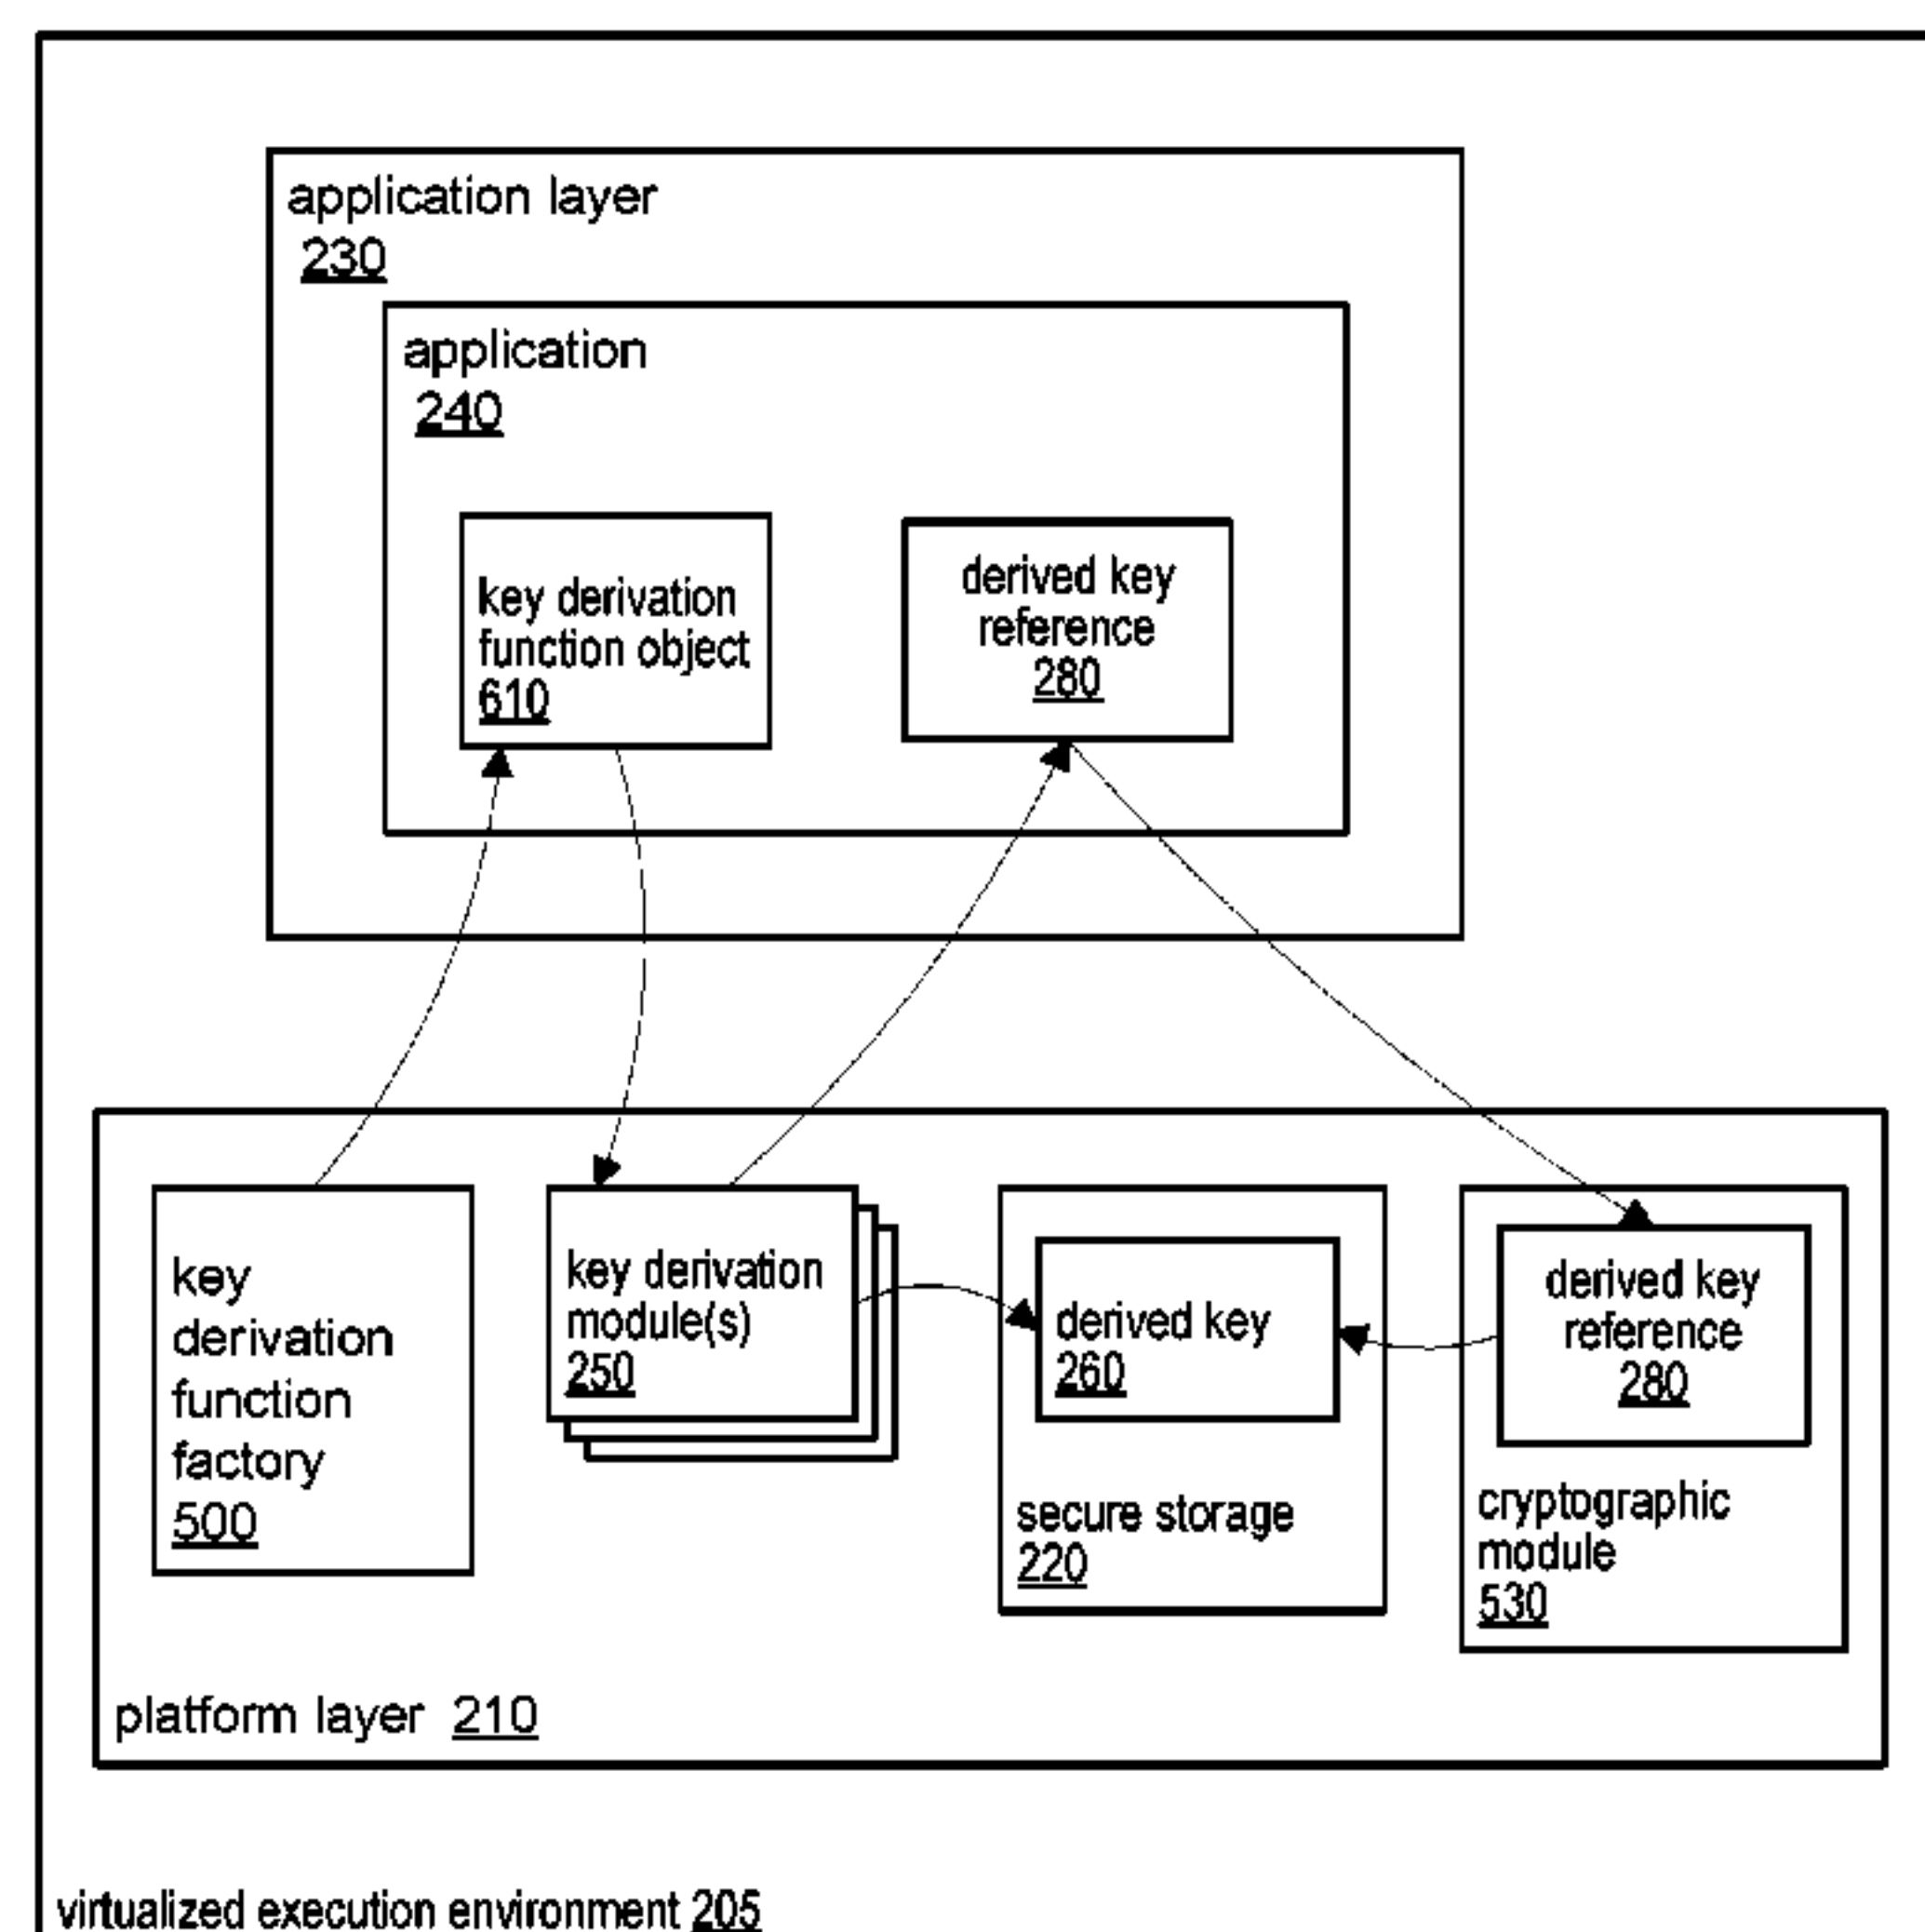 application layer
230
application
240
key derivation
function object
610
derived key
reference
280
key
derivation
function
factory
500
key derivation
module(s)
250
derived key
260
secure storage
220
derived key
reference
280
cryptographic
module
530
platform layer 210
virtualized execution environment 205